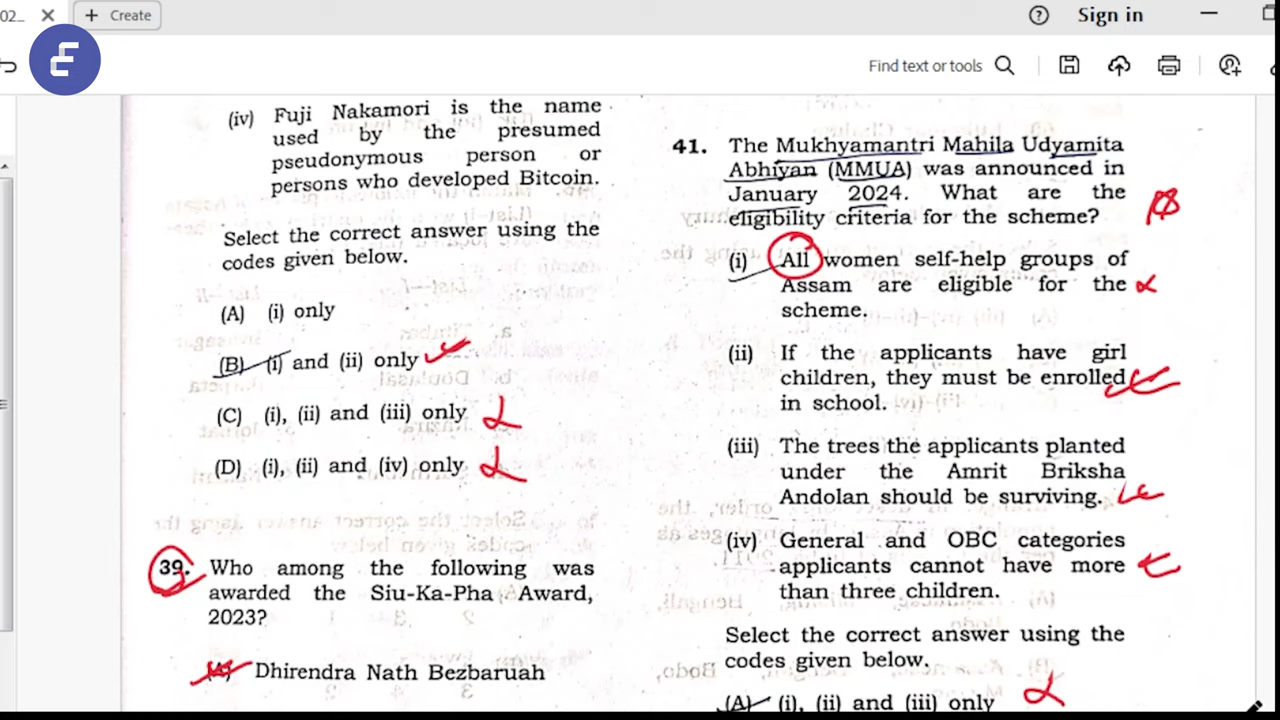 02...
Create
Sign in
Find text or tools
(iv) Fuji Nakamori is the name
used by the presumed
pseudonymous person or
persons who developed Bitcoin.
Select the correct answer using the
codes given below.
(A) (i) only
(B) (i) and (ii) only
(C) (i), (ii) and (iii) only
(D) (i), (ii) and (iv) only
39. Who among the following was
awarded the Siu-Ka-Pha Award,
2023?
(A) Dhirendra Nath Bezbaruah
41. The Mukhyamantri Mahila Udyamita
Abhiyan (MMUA) was announced in
January 2024. What are the
eligibility criteria for the scheme?
(i) All women self-help groups of
Assam are eligible for the
scheme.
(ii) If the applicants have girl
children, they must be enrolled
in school.
(iii) The trees the applicants planted
under the Amrit Briksha
Andolan should be surviving.
(iv) General and OBC categories
applicants cannot have more
than three children.
Select the correct answer using the
codes given below.
(A) (i), (ii) and (iii) only